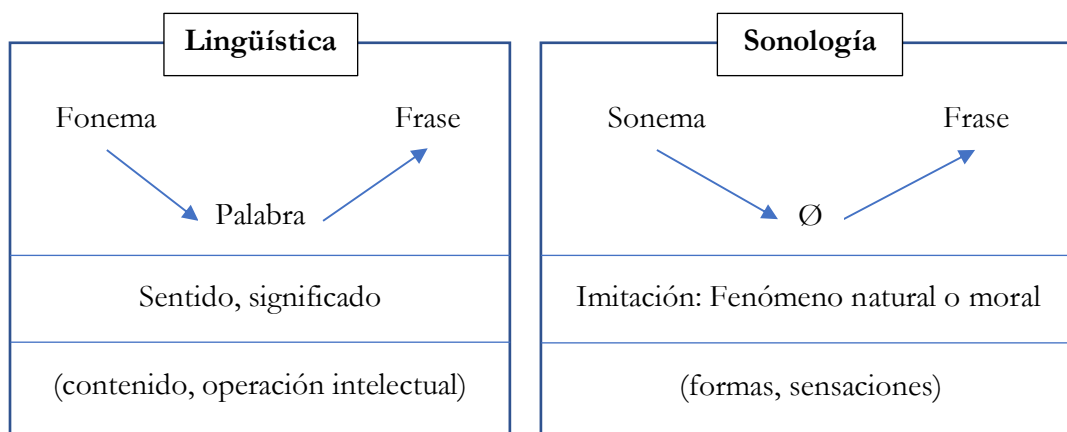 Lingüística
Fonema
Frase
Palabra
Sentido, significado
(contenido, operación intelectual)
Sonología
Sonema
Frase
Ø
Imitación: Fenómeno natural o moral
(formas, sensaciones)